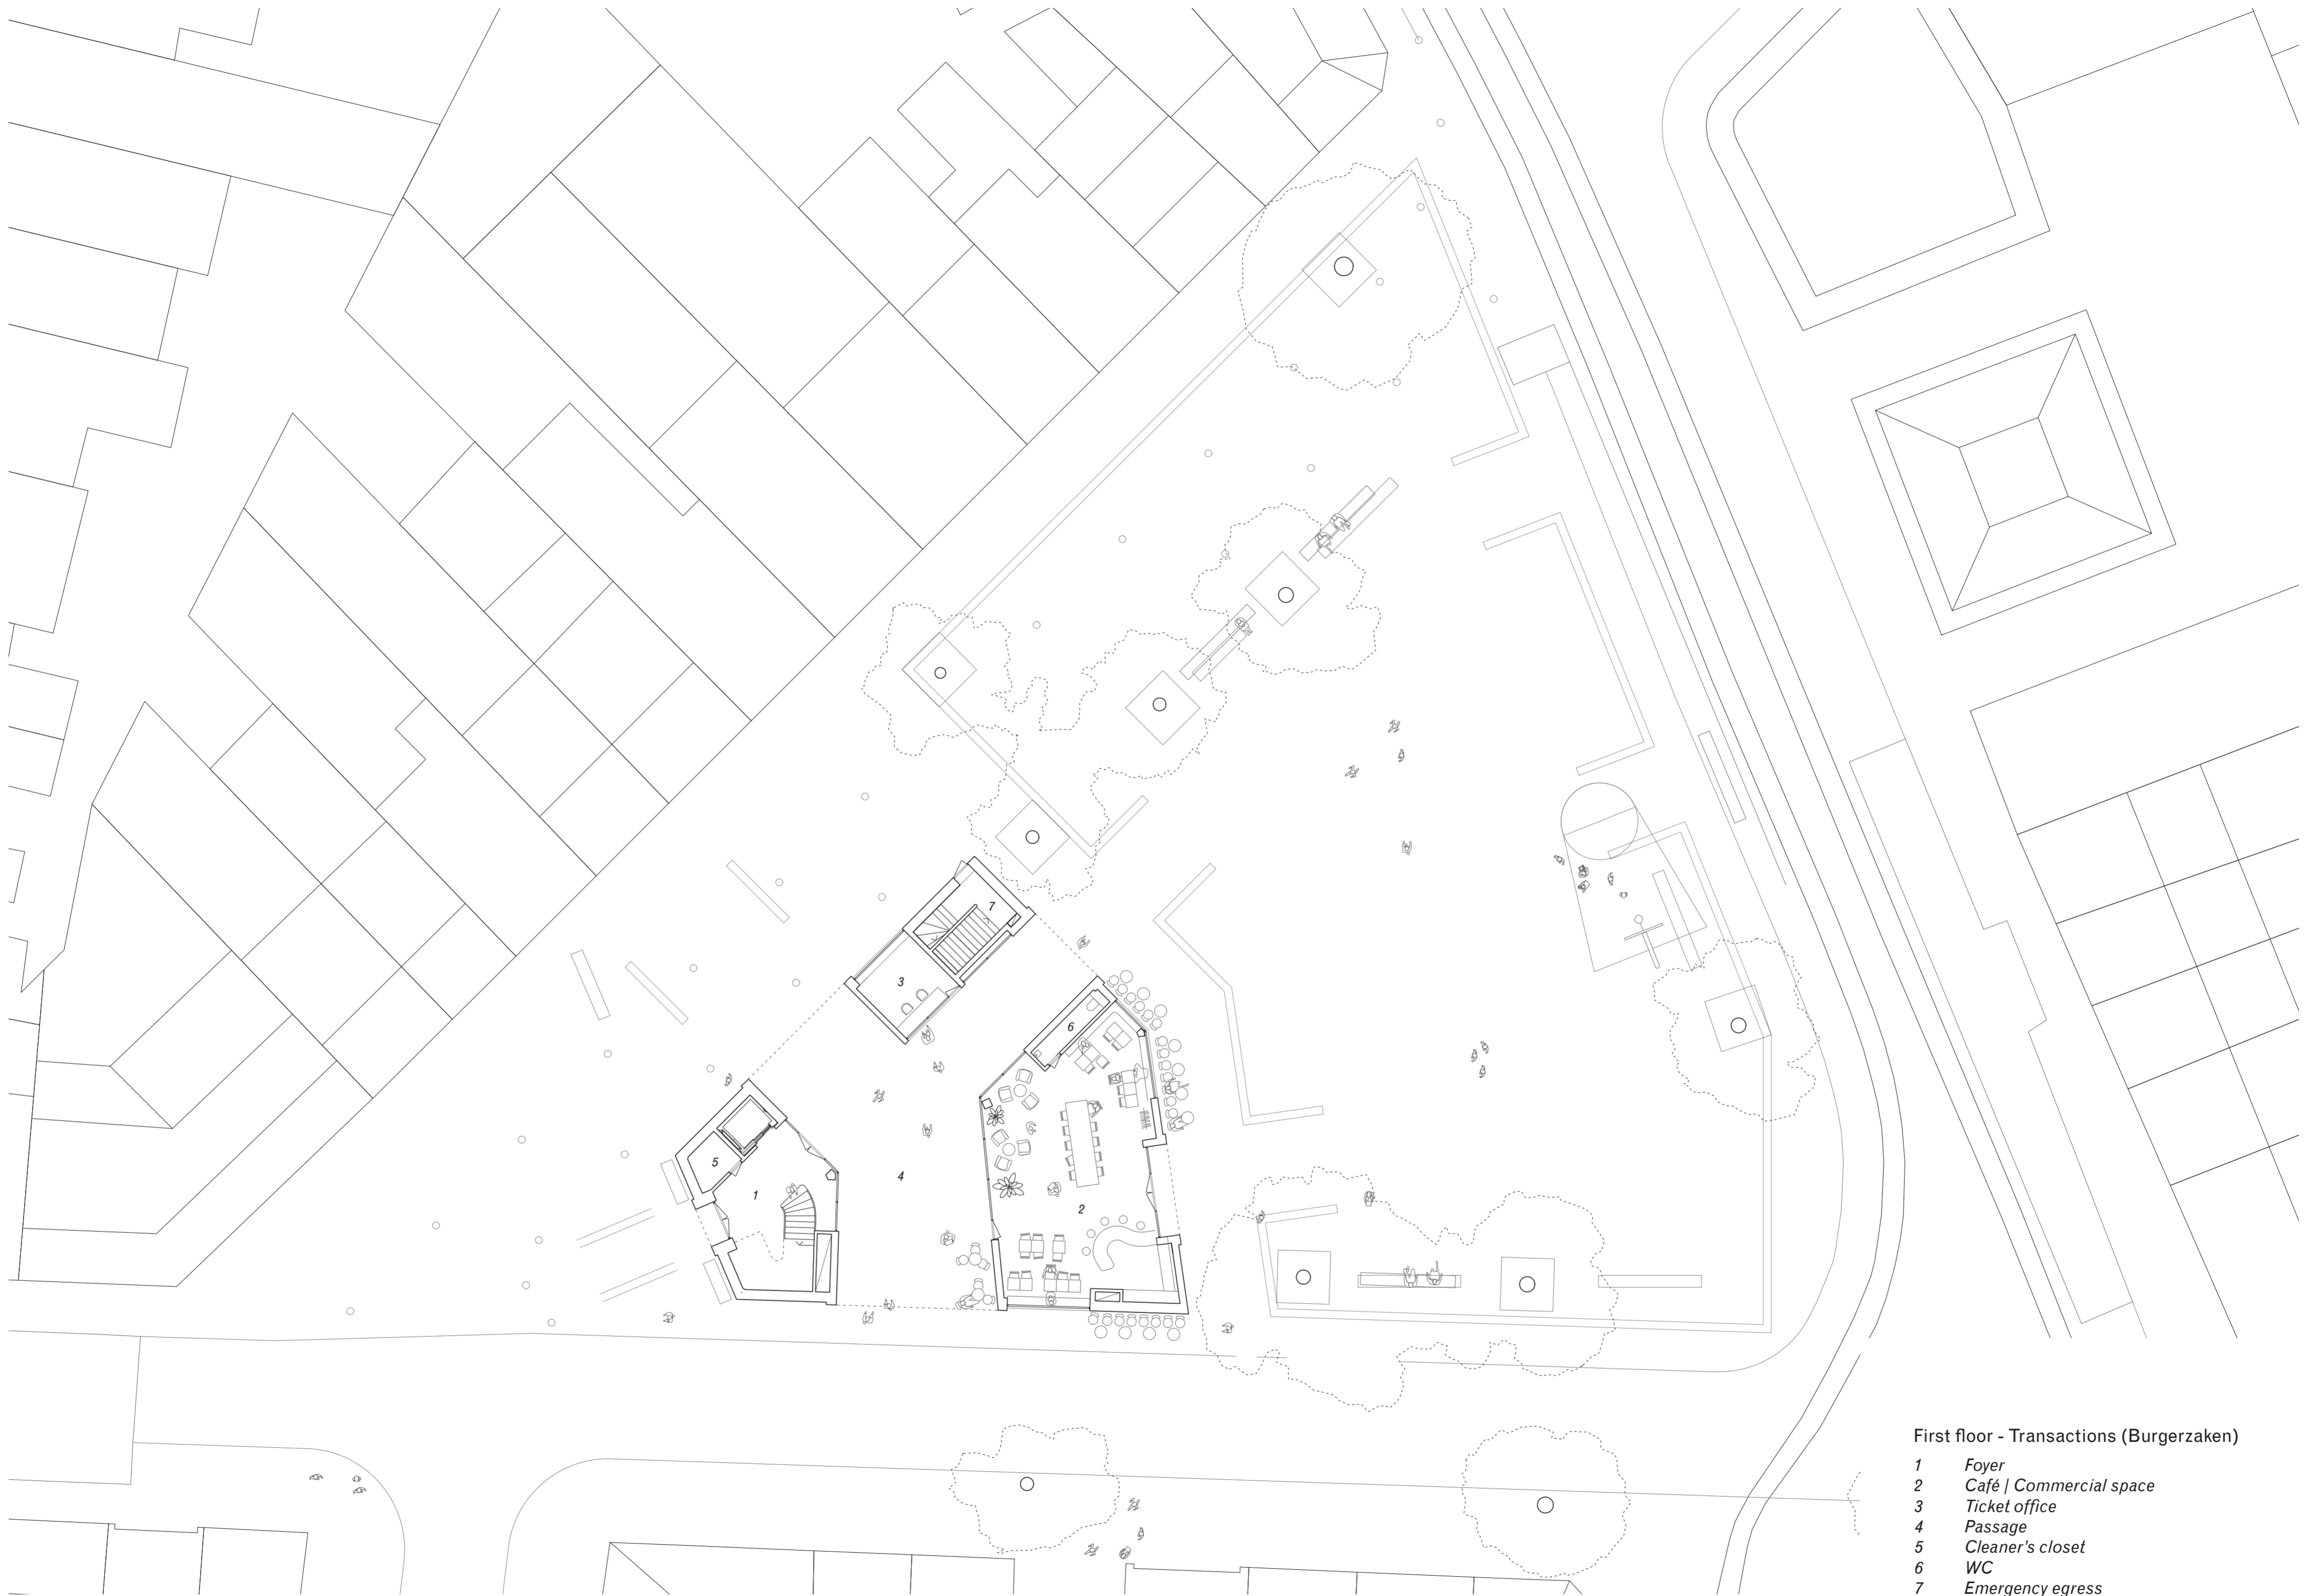 7
3
6
5
1
4
2
First floor - Transactions (Burgerzaken)
1 Foyer
2 Café | Commercial space
3 Ticket office
4 Passage
5 Cleaner's closet
6 WC
7 Emergency egress